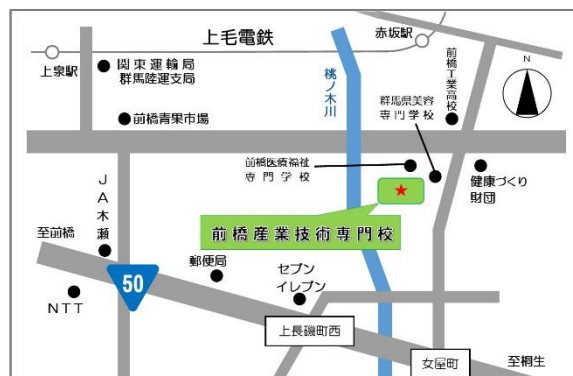 上毛電鉄
赤坂駅
上泉駅
関東運輸局
群馬陸運支局
前橋工業高校
N
桃ノ木川
群馬県美容
専門学校
前橋青果市場
前橋医療福祉
専門学校
健康づくり
財団
JA木瀬
前橋産業技術専門校
至前橋
50
郵便局
セブン
イレブン
NTT
上長磯町西
女屋町
至桐生